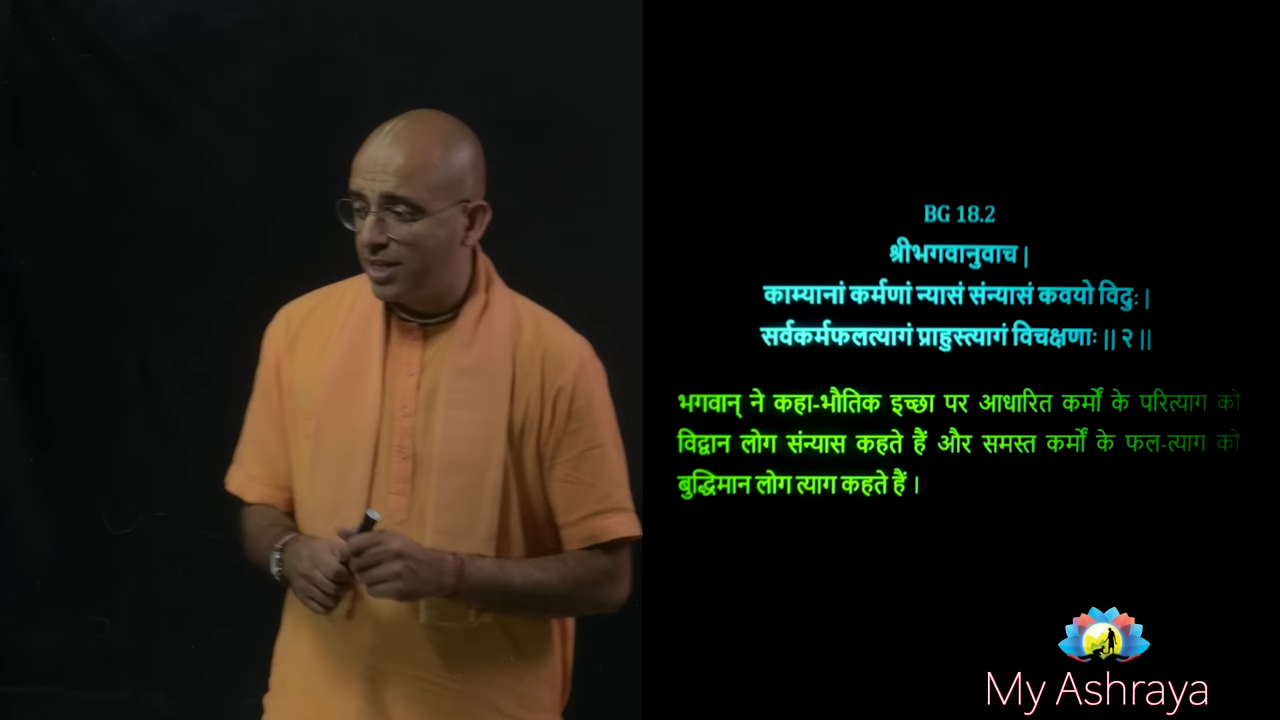 BG 18.2
श्रीभगवानुवाच |
काम्यानां कर्मणां न्यासं संन्यासं कवयो विदुः |
सर्वकर्मफलत्यागं प्राहुस्त्यागं विचक्षणाः || २ ||
भगवान् ने कहा-भौतिक इच्छा पर आधारित कर्मों के परित्याग को
विद्वान लोग संन्यास कहते हैं और समस्त कर्मों के फल-त्याग को
बुद्धिमान लोग त्याग कहते हैं ।
My Ashraya